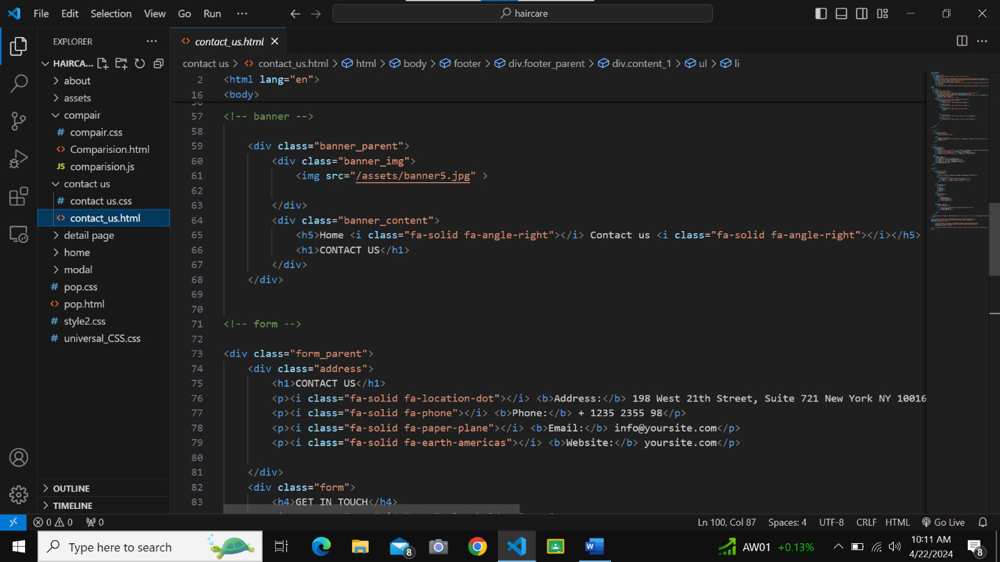 File Edit Selection View Go Run ··· haircare
EXPLORER ···
contact_us.html
HAIRCA...
about
assets
compair
# compair.css
<> Comparision.html
JS comparision.js
contact us
# contact us.css
<> contact_us.html
detail page
home
modal
# pop.css
<> pop.html
# style2.css
# universal_CSS.css
OUTLINE
TIMELINE
contact us > contact_us.html > html > body > footer > div.footer_parent > div.content_1 > ul > li
2 <html lang="en">
16 <body>
57 <!-- banner -->
58
59 <div class="banner_parent">
60 <div class="banner_img">
61 <img src="/assets/banner5.jpg" >
62
63 </div>
64 <div class="banner_content">
65 <h5>Home <i class="fa-solid fa-angle-right"></i> Contact us <i class="fa-solid fa-angle-right"></i></h5>
66 <h1>CONTACT US</h1>
67 </div>
68 </div>
69
70
71 <!-- form -->
72
73 <div class="form_parent">
74 <div class="address">
75 <h1>CONTACT US</h1>
76 <p><i class="fa-solid fa-location-dot"></i> <b>Address:</b> 198 West 21th Street, Suite 721 New York NY 10016
77 <p><i class="fa-solid fa-phone"></i> <b>Phone:</b> + 1235 2355 98</p>
78 <p><i class="fa-solid fa-paper-plane"></i> <b>Email:</b> info@yoursite.com</p>
79 <p><i class="fa-solid fa-earth-americas"></i> <b>Website:</b> yoursite.com</p>
80
81 </div>
82 <div class="form">
83 <h4>GET IN TOUCH</h4>
0 0 0 Ln 100, Col 87 Spaces: 4 UTF-8 CRLF HTML Go Live
Type here to search 8 AW01 +0.13% 10:11 AM
4/22/2024 8